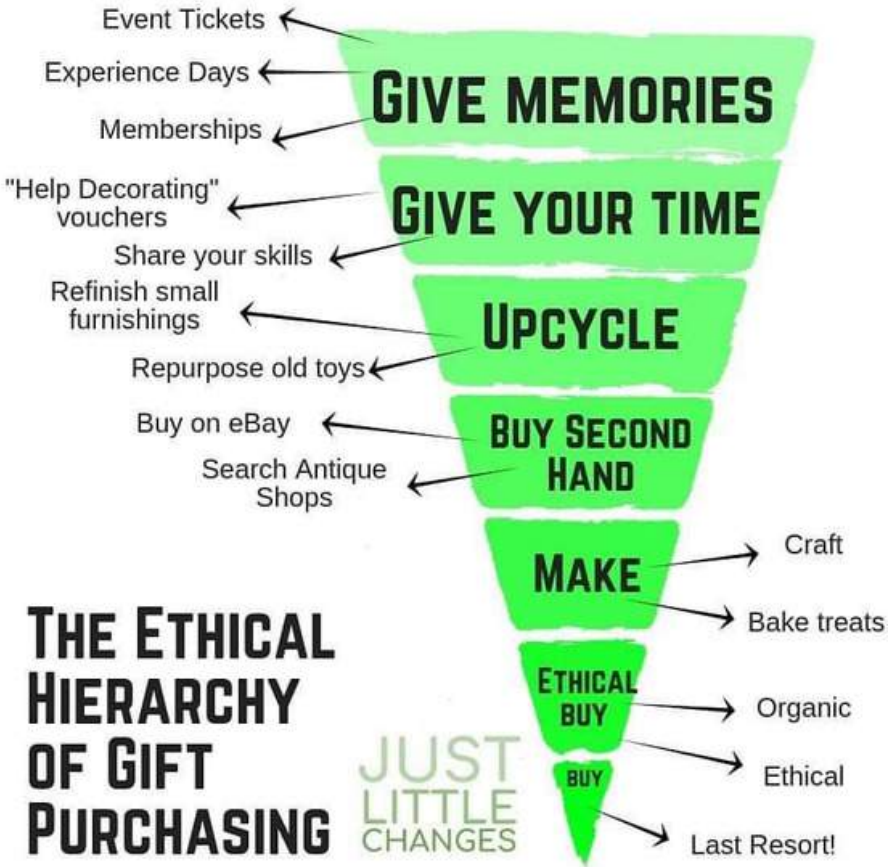 Event Tickets
Experience Days
Memberships
GIVE MEMORIES
"Help Decorating"
vouchers
Share your skills
GIVE YOUR TIME
Refinish small
furnishings
Repurpose old toys
UPCYCLE
Buy on eBay
Search Antique
Shops
BUY SECOND
HAND
MAKE
Craft
Bake treats
ETHICAL
BUY
Organic
Ethical
BUY
Last Resort!
THE ETHICAL
HIERARCHY
OF GIFT
PURCHASING
JUST
LITTLE
CHANGES